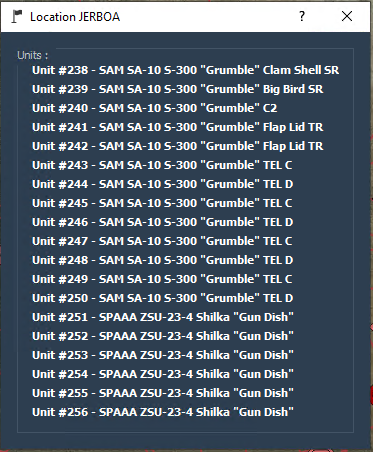 Location JERBOA
Units :
Unit #238 - SAM SA-10 S-300 "Grumble" Clam Shell SR
Unit #239 - SAM SA-10 S-300 "Grumble" Big Bird SR
Unit #240 - SAM SA-10 S-300 "Grumble" C2
Unit #241 - SAM SA-10 S-300 "Grumble" Flap Lid TR
Unit #242 - SAM SA-10 S-300 "Grumble" Flap Lid TR
Unit #243 - SAM SA-10 S-300 "Grumble" TEL C
Unit #244 - SAM SA-10 S-300 "Grumble" TEL D
Unit #245 - SAM SA-10 S-300 "Grumble" TEL C
Unit #246 - SAM SA-10 S-300 "Grumble" TEL D
Unit #247 - SAM SA-10 S-300 "Grumble" TEL C
Unit #248 - SAM SA-10 S-300 "Grumble" TEL D
Unit #249 - SAM SA-10 S-300 "Grumble" TEL C
Unit #250 - SAM SA-10 S-300 "Grumble" TEL D
Unit #251 - SPAAA ZSU-23-4 Shilka "Gun Dish"
Unit #252 - SPAAA ZSU-23-4 Shilka "Gun Dish"
Unit #253 - SPAAA ZSU-23-4 Shilka "Gun Dish"
Unit #254 - SPAAA ZSU-23-4 Shilka "Gun Dish"
Unit #255 - SPAAA ZSU-23-4 Shilka "Gun Dish"
Unit #256 - SPAAA ZSU-23-4 Shilka "Gun Dish"